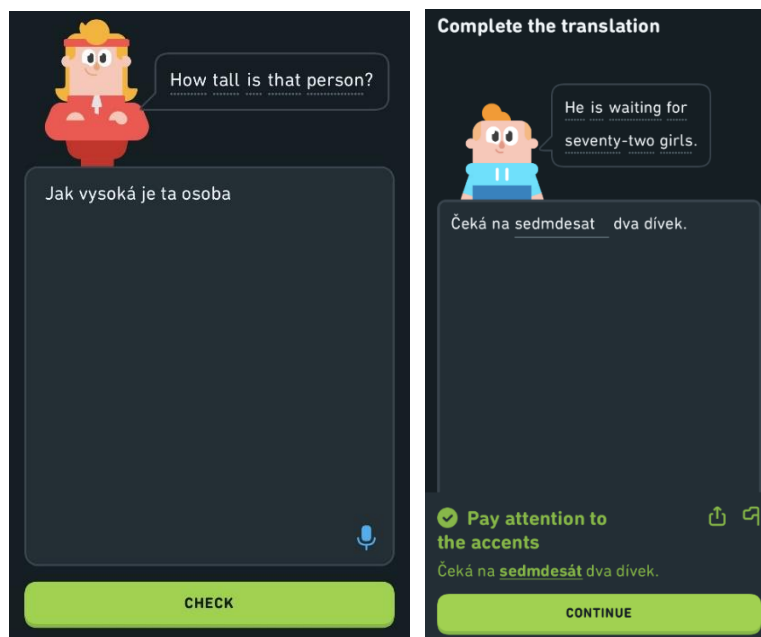 How tall is that person?
Jak vysoká je ta osoba
CHECK
Complete the translation
He is waiting for
seventy-two girls.
Čeká na sedmdesat dva dívek.
Pay attention to
the accents
Čeká na sedmdesát dva dívek.
CONTINUE